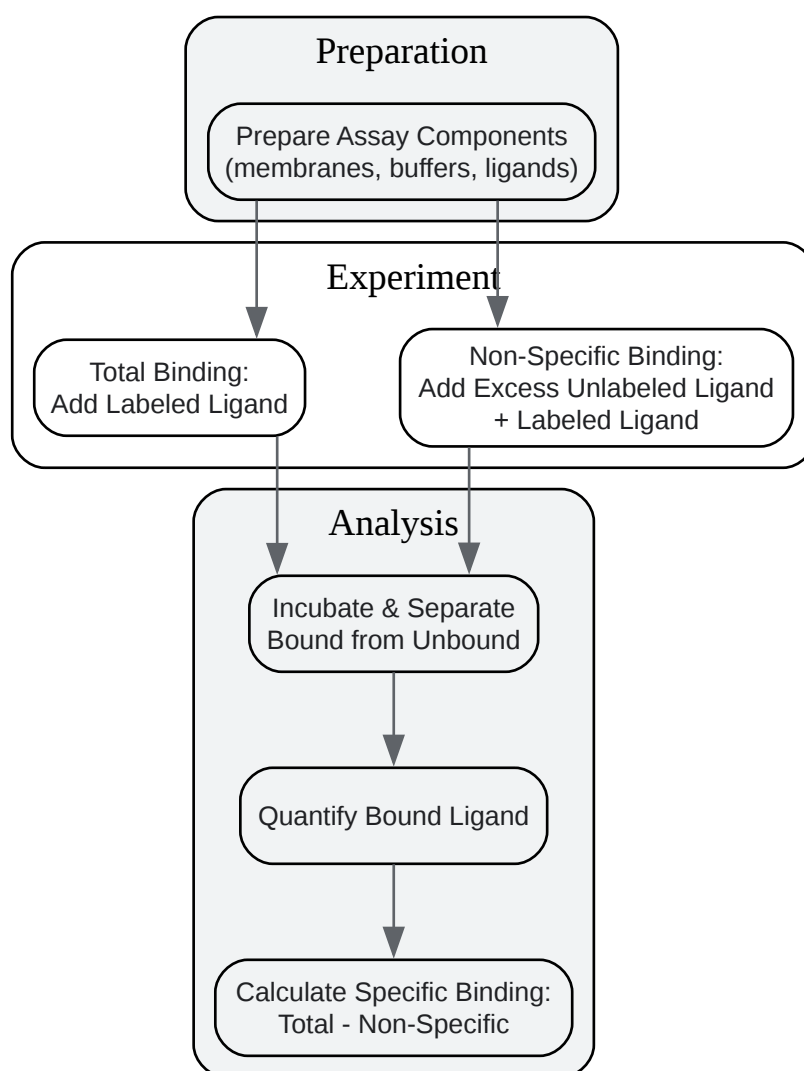 Preparation
Prepare Assay Components
(membranes, buffers, ligands)
Experiment
Total Binding:
Add Labeled Ligand
Non-Specific Binding:
Add Excess Unlabeled Ligand
+ Labeled Ligand
Analysis
Incubate & Separate
Bound from Unbound
Quantify Bound Ligand
Calculate Specific Binding:
Total - Non-Specific